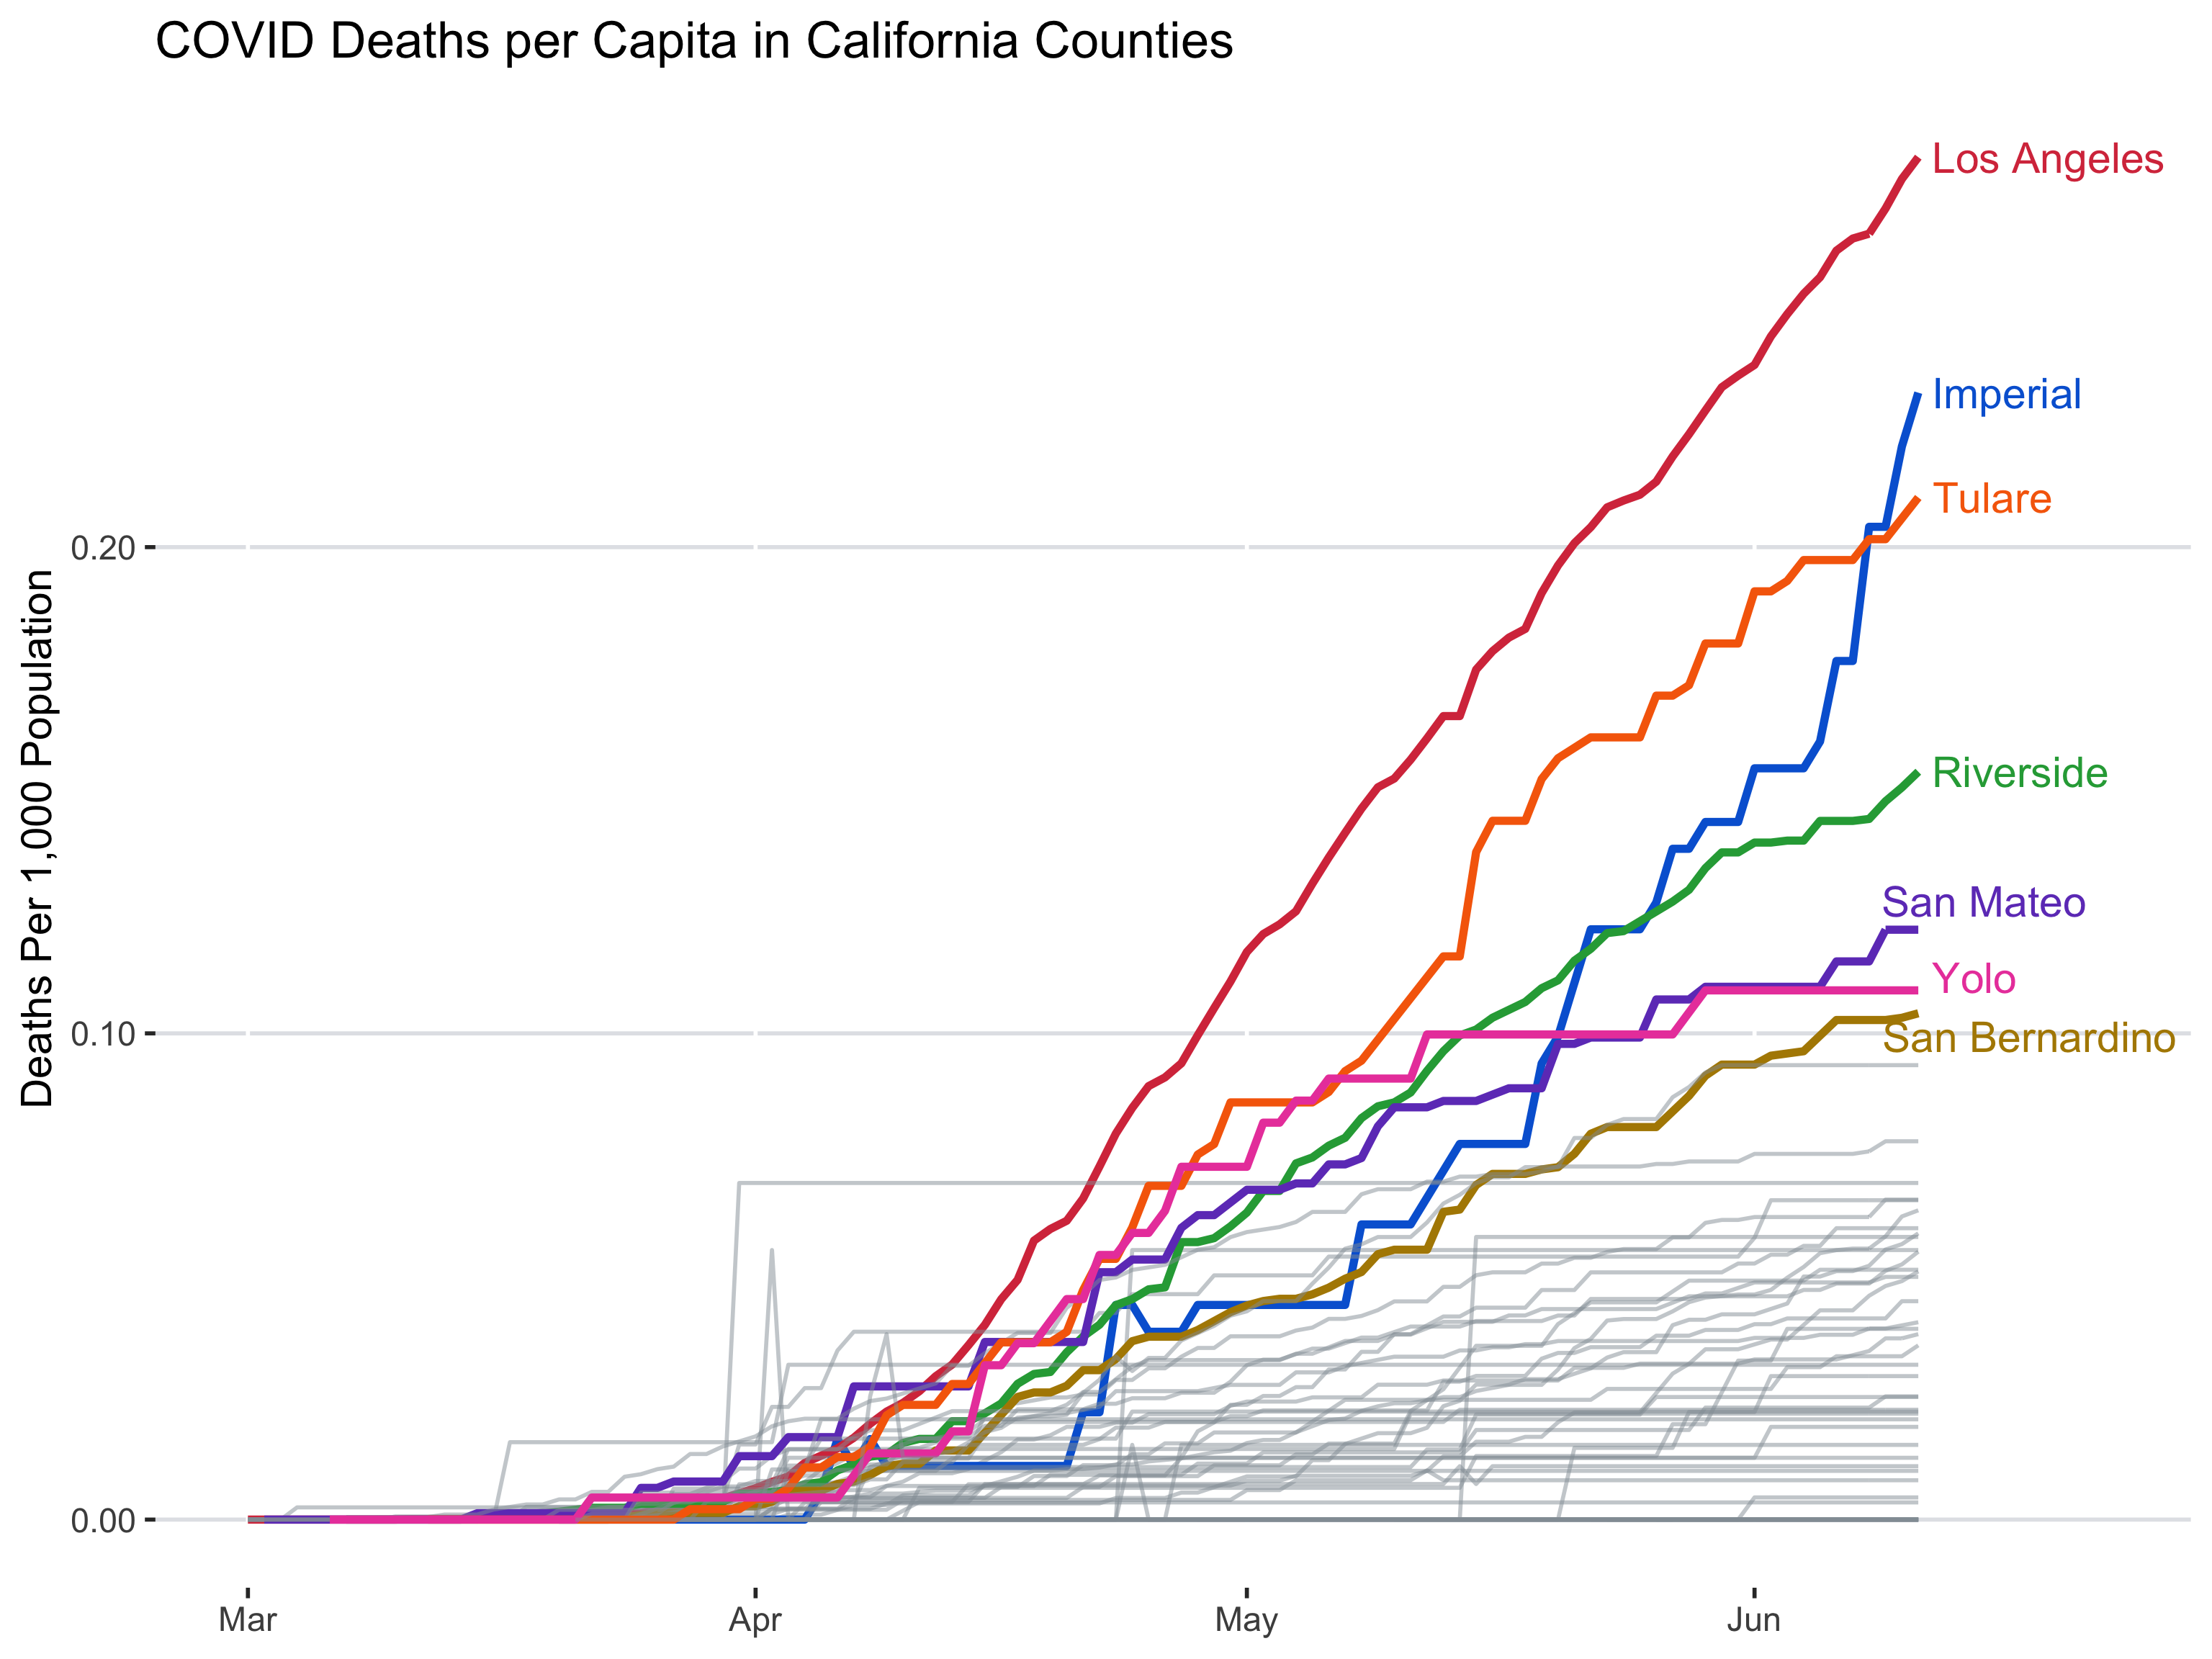 COVID Deaths per Capita in California Counties
Los Angeles
Imperial
Tulare
0.20
Riverside
San Mateo
Yolo
0.10
San Bernardino
0.00
Deaths Per 1,000 Population
Mar
Apr
May
Jun